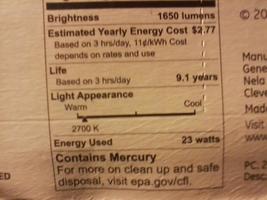 Brightness 1650 lumens © 20
Estimated Yearly Energy Cost $2.77
Based on 3 hrs/day, 11¢/kWh Cost
depends on rates and use
Manu
Life
Gene
Based on 3 hrs/day 9.1 years
Nela
Light Appearance
Cleve
Warm Cool
Made
2700 K
Visit
Energy Used 23 watts
www
Contains Mercury
For more on clean up and safe
disposal, visit epa.gov/cfl.
PC. 2
Desc
ED